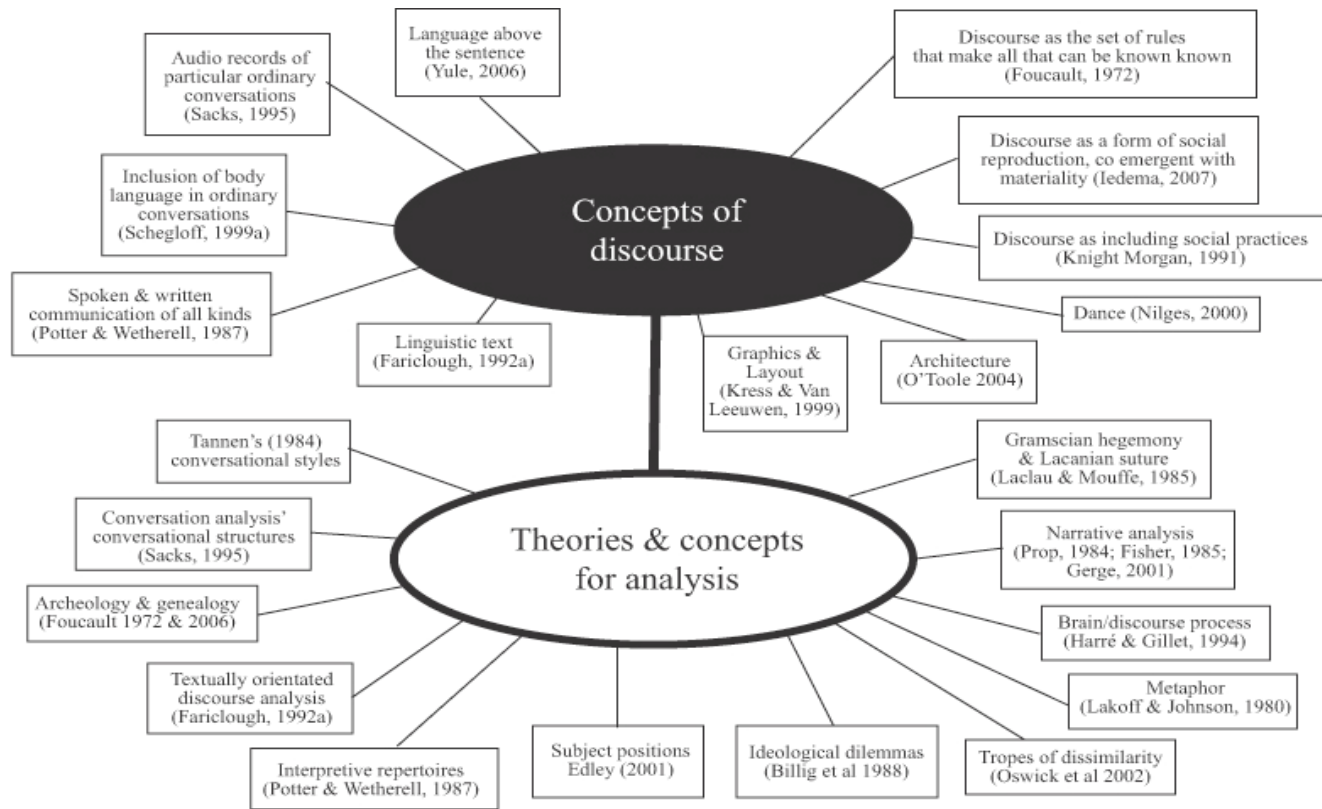 Language above
the sentence
(Yule, 2006)
Audio records of
particular ordinary
conversations
(Sacks, 1995)
Discourse as the set of rules
that make all that can be known known
(Foucault, 1972)
Inclusion of body
language in ordinary
conversations
(Schegloff, 1999a)
Discourse as a form of social
reproduction, co emergent with
materiality (Iedema, 2007)
Concepts of
discourse
Discourse as including social practices
(Knight Morgan, 1991)
Spoken & written
communication of all kinds
(Potter & Wetherell, 1987)
Dance (Nilges, 2000)
Linguistic text
(Fariclough, 1992a)
Graphics &
Layout
(Kress & Van
Leeuwen, 1999)
Architecture
(O'Toole 2004)
Tannen's (1984)
conversational styles
Gramscian hegemony
& Lacanian suture
(Laclau & Mouffe, 1985)
Conversation analysis'
conversational structures
(Sacks, 1995)
Theories & concepts
for analysis
Narrative analysis
(Prop, 1984; Fisher, 1985;
Gerge, 2001)
Archeology & genealogy
(Foucault 1972 & 2006)
Brain/discourse process
(Harré & Gillet, 1994)
Textually orientated
discourse analysis
(Fariclough, 1992a)
Metaphor
(Lakoff & Johnson, 1980)
Interpretive repertoires
(Potter & Wetherell, 1987)
Subject positions
Edley (2001)
Ideological dilemmas
(Billig et al 1988)
Tropes of dissimilarity
(Oswick et al 2002)